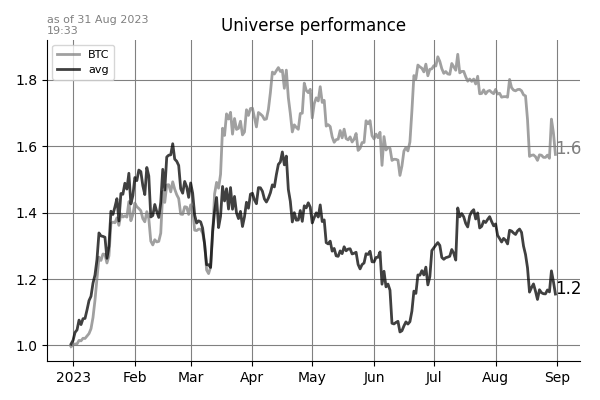 as of 31 Aug 2023
19:33
Universe performance
BTC
avg
1.8
1.6
1.4
1.2
1.0
1.6
1.2
2023 Feb Mar Apr May Jun Jul Aug Sep